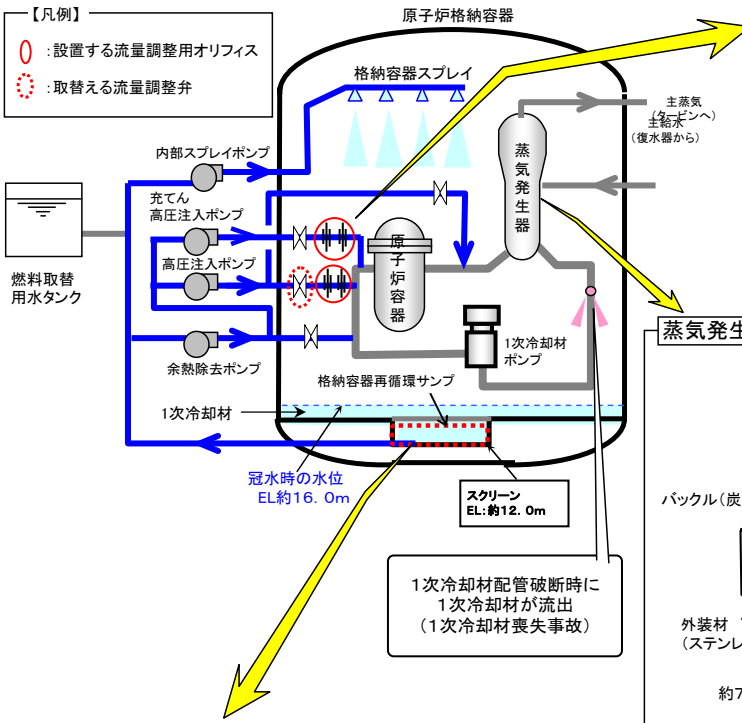 【凡例】
:設置する流量調整用オリフィス
:取替える流量調整弁
原子炉格納容器
格納容器スプレイ
主蒸気
(タービンへ)
主給水
(復水器から)
内部スプレイポンプ
蒸気発生器
充てん
高圧注入ポンプ
原子炉容器
高圧注入ポンプ
燃料取替
用水タンク
余熱除去ポンプ
1次冷却材
ポンプ
蒸気発生
格納容器再循環サンプ
1次冷却材
冠水時の水位
EL約16.0m
スクリーン
EL:約12.0m
バックル(炭
1次冷却材配管破断時に
1次冷却材が流出
(1次冷却材喪失事故)
外装材
(ステンレ
約7